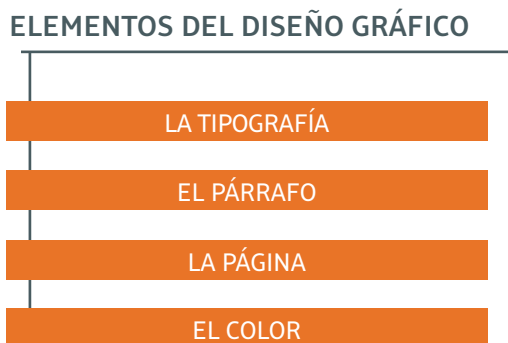 ELEMENTOS DEL DISEÑO GRÁFICO
LA TIPOGRAFÍA
EL PÁRRAFO
LA PÁGINA
EL COLOR